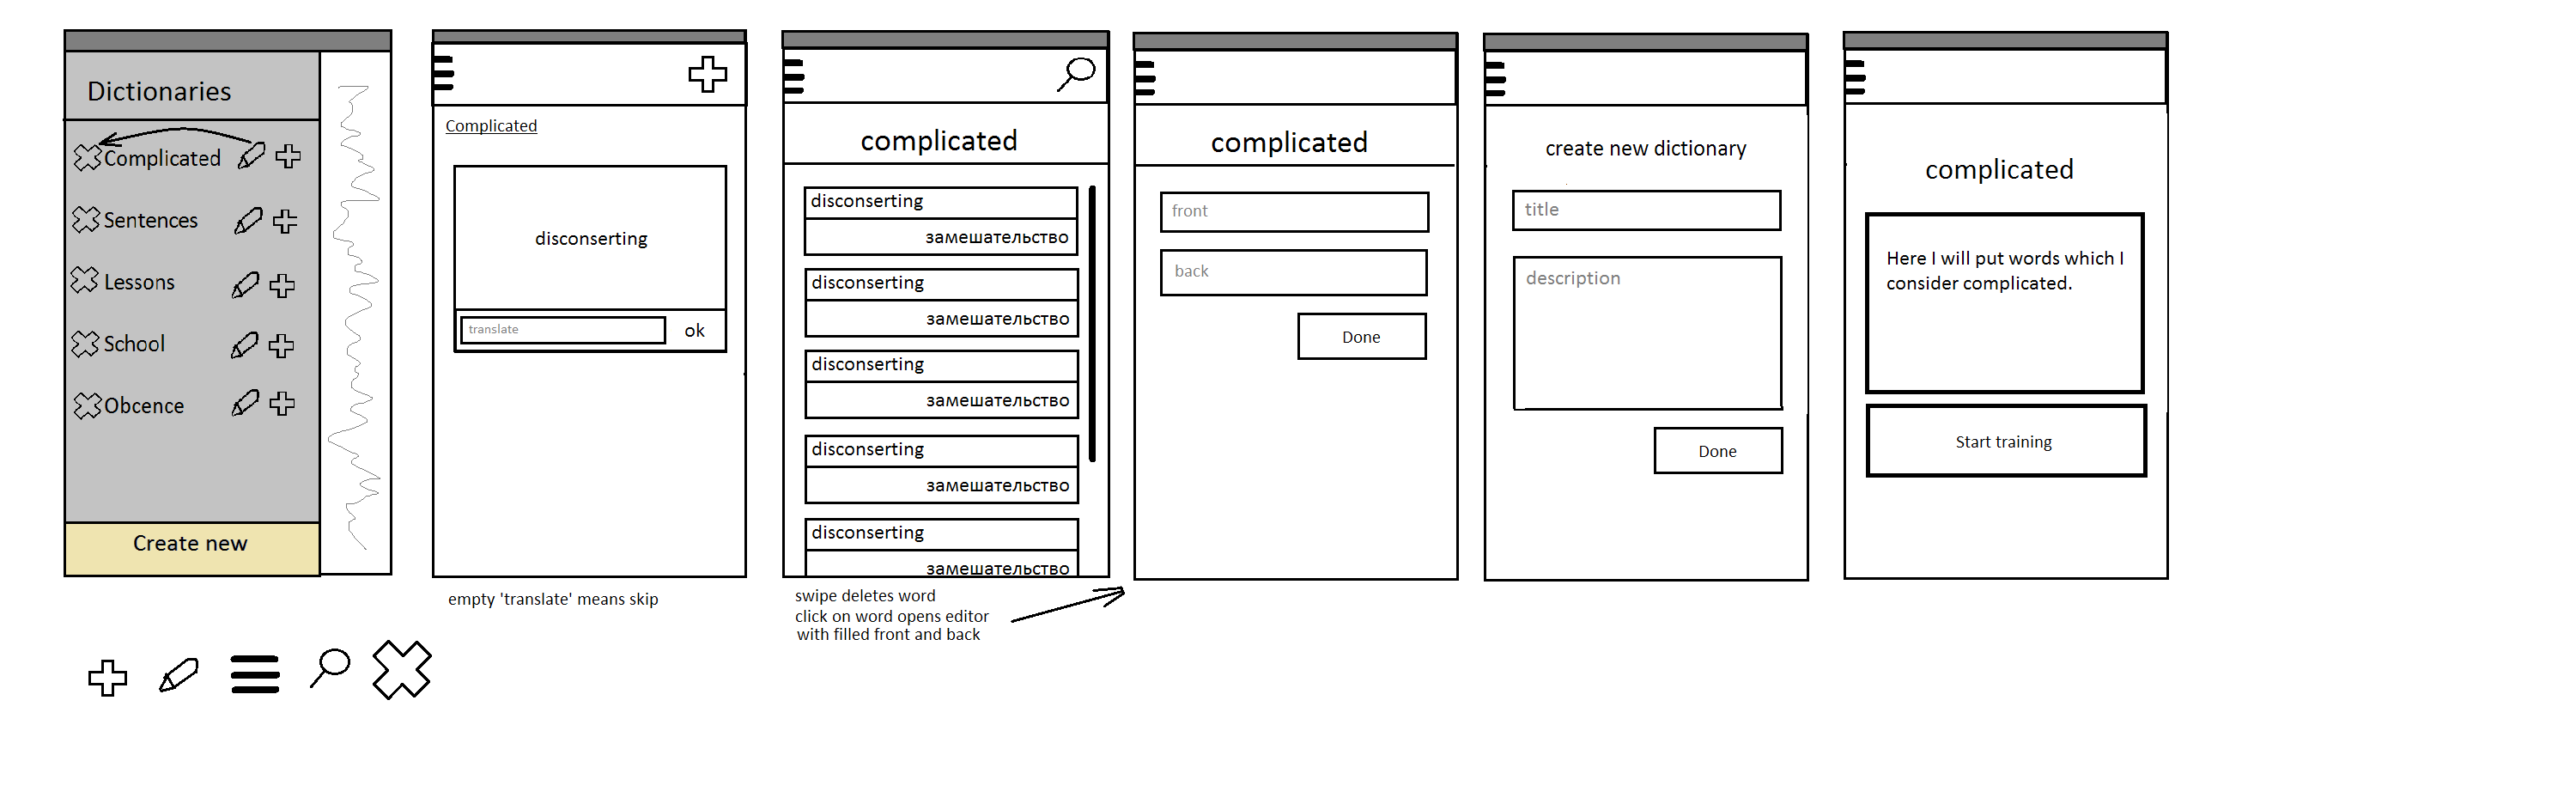 Dictionaries
Complicated
Sentences
Lessons
School
Obcence
Create new
Complicated
disconserting
translate
ok
empty 'translate' means skip
complicated
disconserting
замешательство
disconserting
замешательство
disconserting
замешательство
disconserting
замешательство
disconserting
замешательство
swipe deletes word
click on word opens editor
with filled front and back
complicated
front
back
Done
create new dictionary
title
description
Done
complicated
Here I will put words which I
consider complicated.
Start training